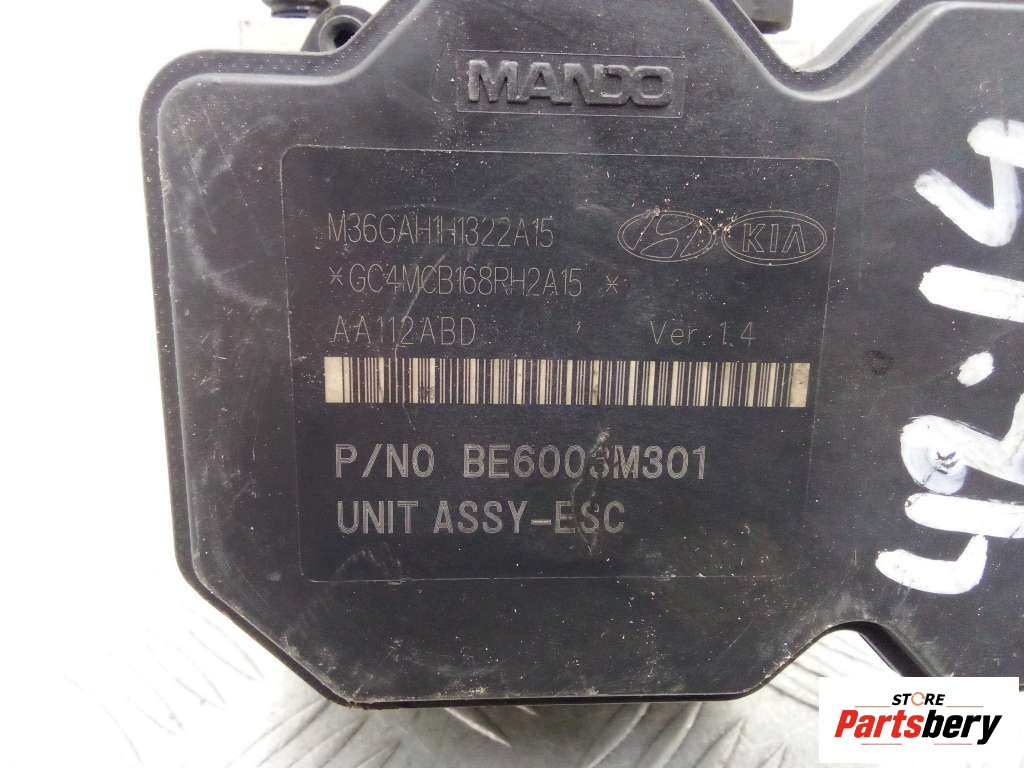 MANDO
M36GAH1H1322A15
KIA
*GC4MCB168RH2A15 *
AA112ABD Ver. 1.4
P/NO BE6003M301
UNIT ASSY-ESC
STORE
Partsbery